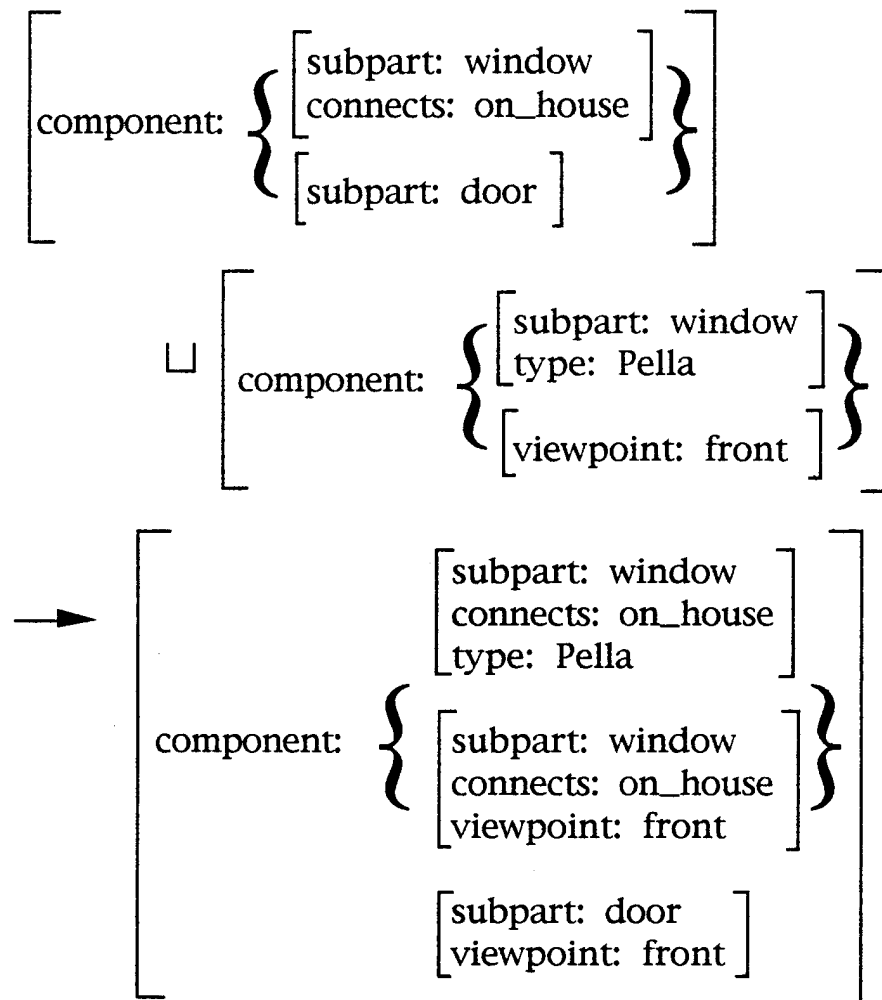 subpart: window
connects: on_house
component:
subpart: door
⊔
subpart: window
type: Pella
component:
viewpoint: front
subpart: window
connects: on_house
type: Pella
component:
subpart: window
connects: on_house
viewpoint: front
subpart: door
viewpoint: front